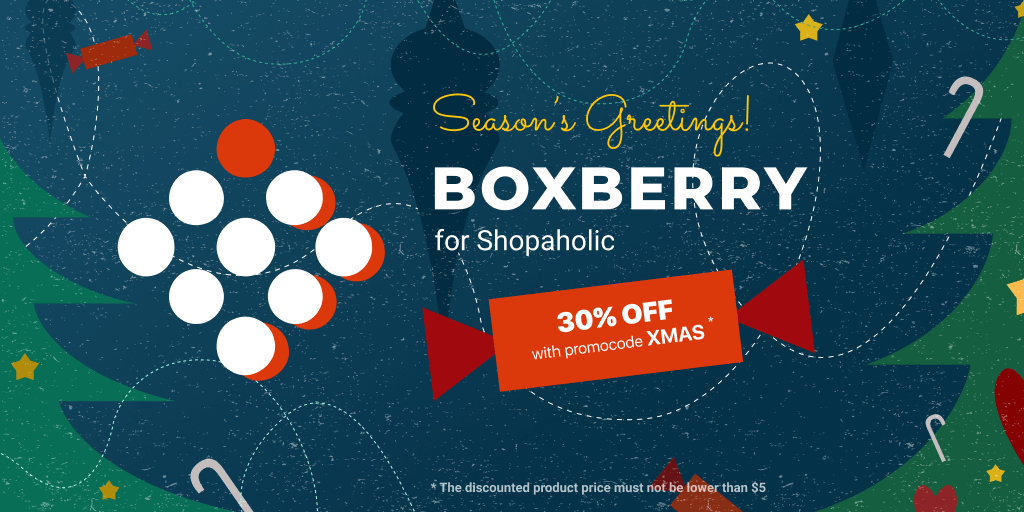 Season's Greetings!
BOXBERRY
for Shopaholic
30% OFF
with promocode XMAS *
* The discounted product price must not be lower than $5